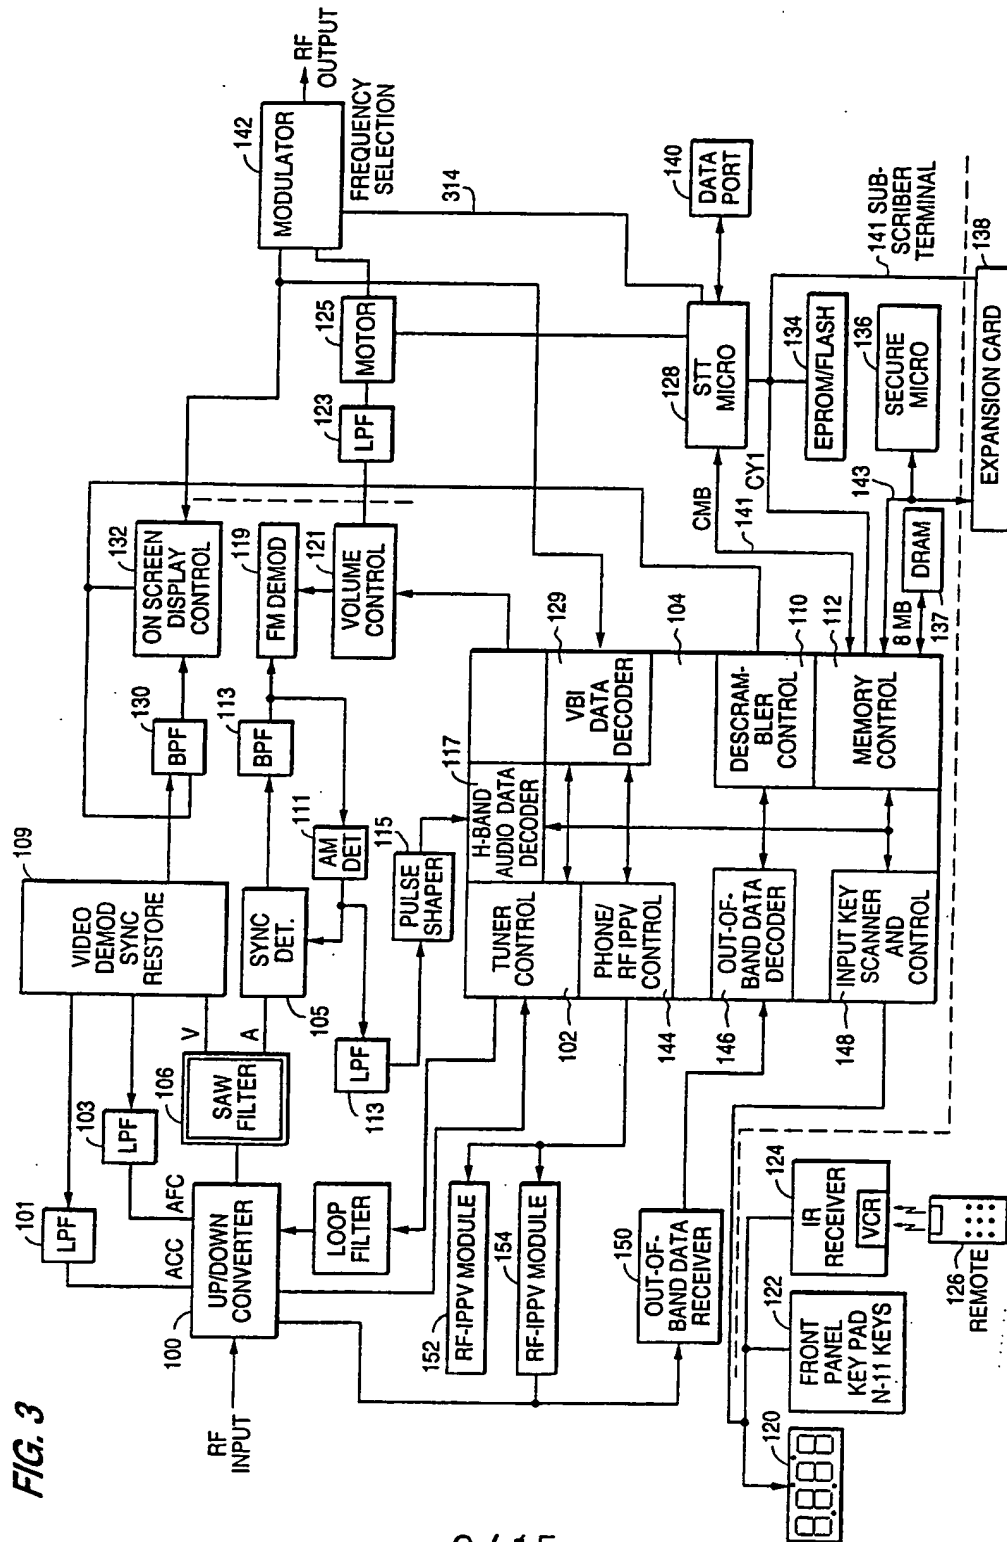 FIG. 3
RF
INPUT
100
UP/DOWN
CONVERTER
ACC
AFC
101
LPF
103
LPF
106
SAW
FILTER
V
A
109
VIDEO
DEMOD
SYNC
RESTORE
105
SYNC
DET.
LOOP
FILTER
113
LPF
111
AM
DET
115
PULSE
SHAPER
130
BPF
113
BPF
132
ON SCREEN
DISPLAY
CONTROL
119
FM DEMOD
121
VOLUME
CONTROL
123
LPF
125
MOTOR
142
MODULATOR
RF
OUTPUT
FREQUENCY
SELECTION
314
152
RF-IPPV MODULE
154
RF-IPPV MODULE
150
OUT-OF-
BAND DATA
RECEIVER
102
TUNER
CONTROL
117
H-BAND
AUDIO DATA
DECODER
144
PHONE/
RF IPPV
CONTROL
129
VBI
DATA
DECODER
104
146
OUT-OF-
BAND DATA
DECODER
110
DESCRAM-
BLER
CONTROL
148
INPUT KEY
SCANNER
AND
CONTROL
112
MEMORY
CONTROL
128
STT
MICRO
140
DATA
PORT
CMB
141
CY1
134
EPROM/FLASH
136
SECURE
MICRO
143
8 MB
137
DRAM
141 SUB-
SCRIBER
TERMINAL
138
EXPANSION CARD
120
88:88
122
FRONT
PANEL
KEY PAD
N-11 KEYS
124
IR
RECEIVER
VCR
126
REMOTE